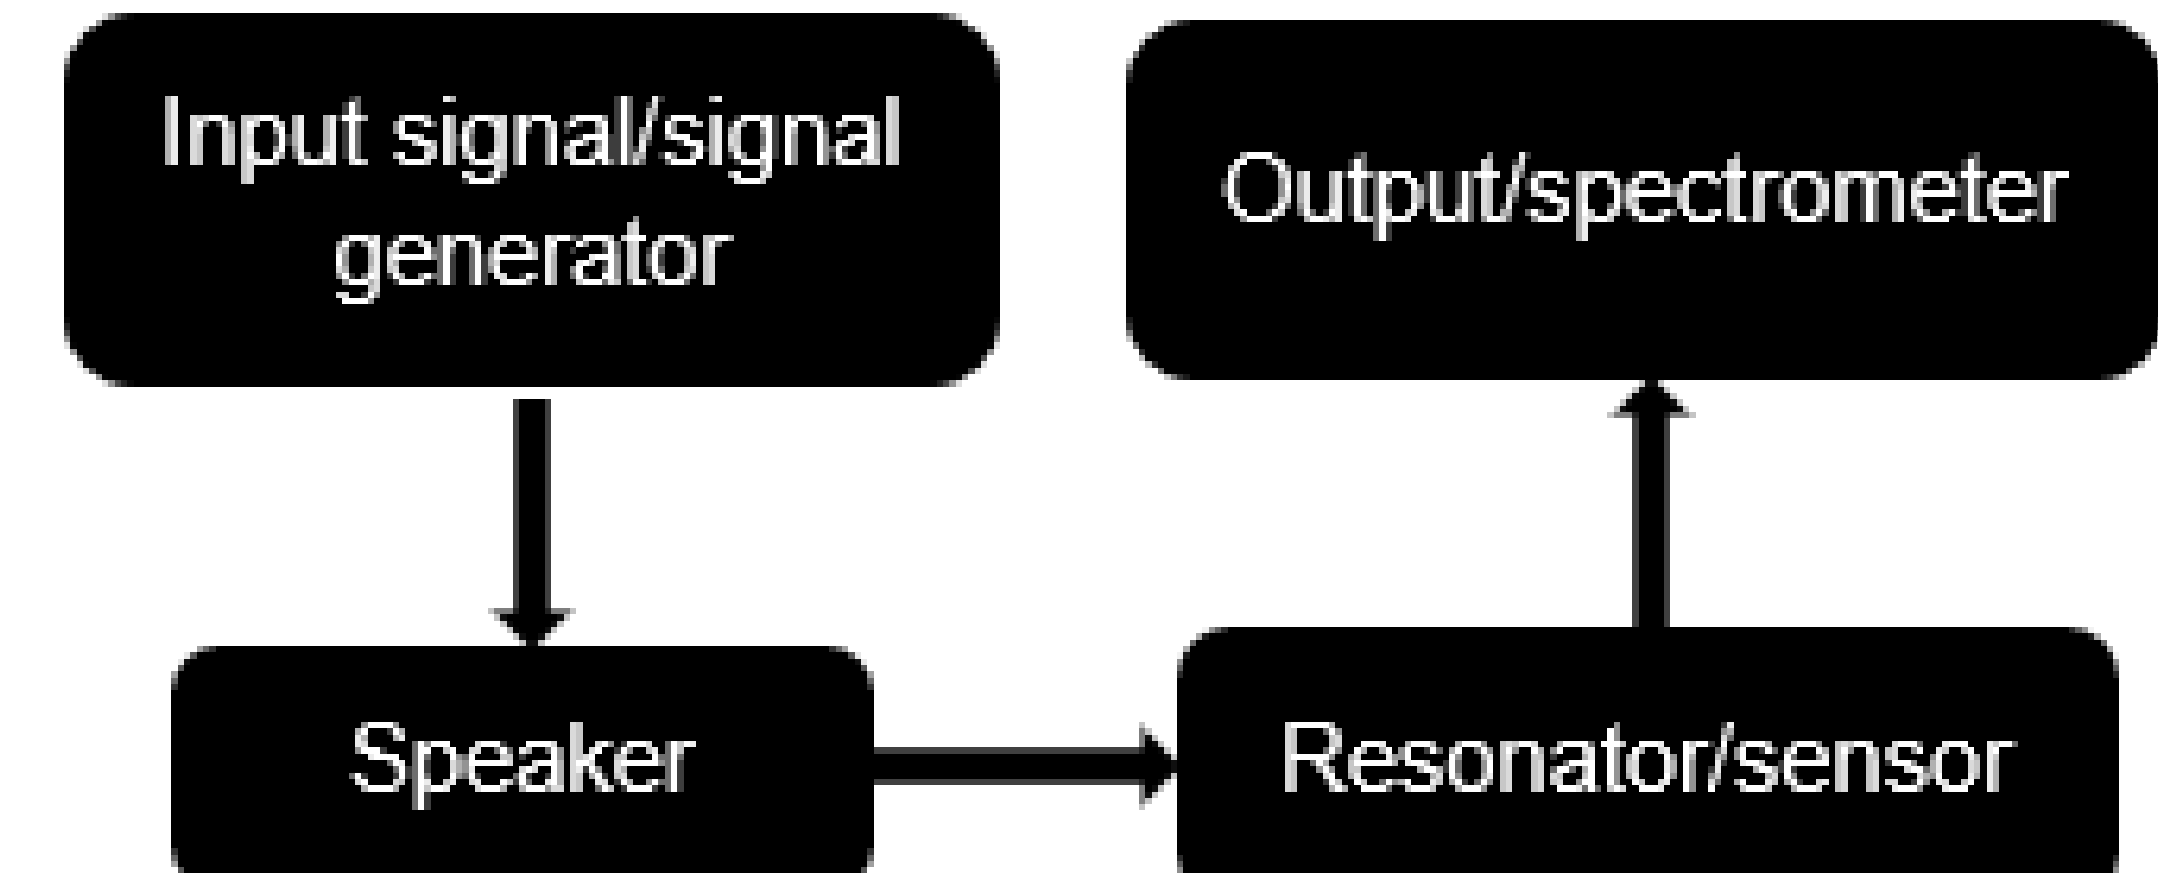 Input signal/signal
generator
Output/spectrometer
Speaker
Resonator/sensor